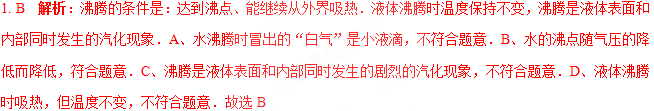 1. B 解析：沸腾的条件是：达到沸点、能继续从外界吸热．液体沸腾时温度保持不变，沸腾是液体表面和
内部同时发生的汽化现象．A、水沸腾时冒出的“白气”是小液滴，不符合题意．B、水的沸点随气压的降
低而降低，符合题意．C、沸腾是液体表面和内部同时发生的剧烈的汽化现象，不符合题意．D、液体沸腾
时吸热，但温度不变，不符合题意．故选 B